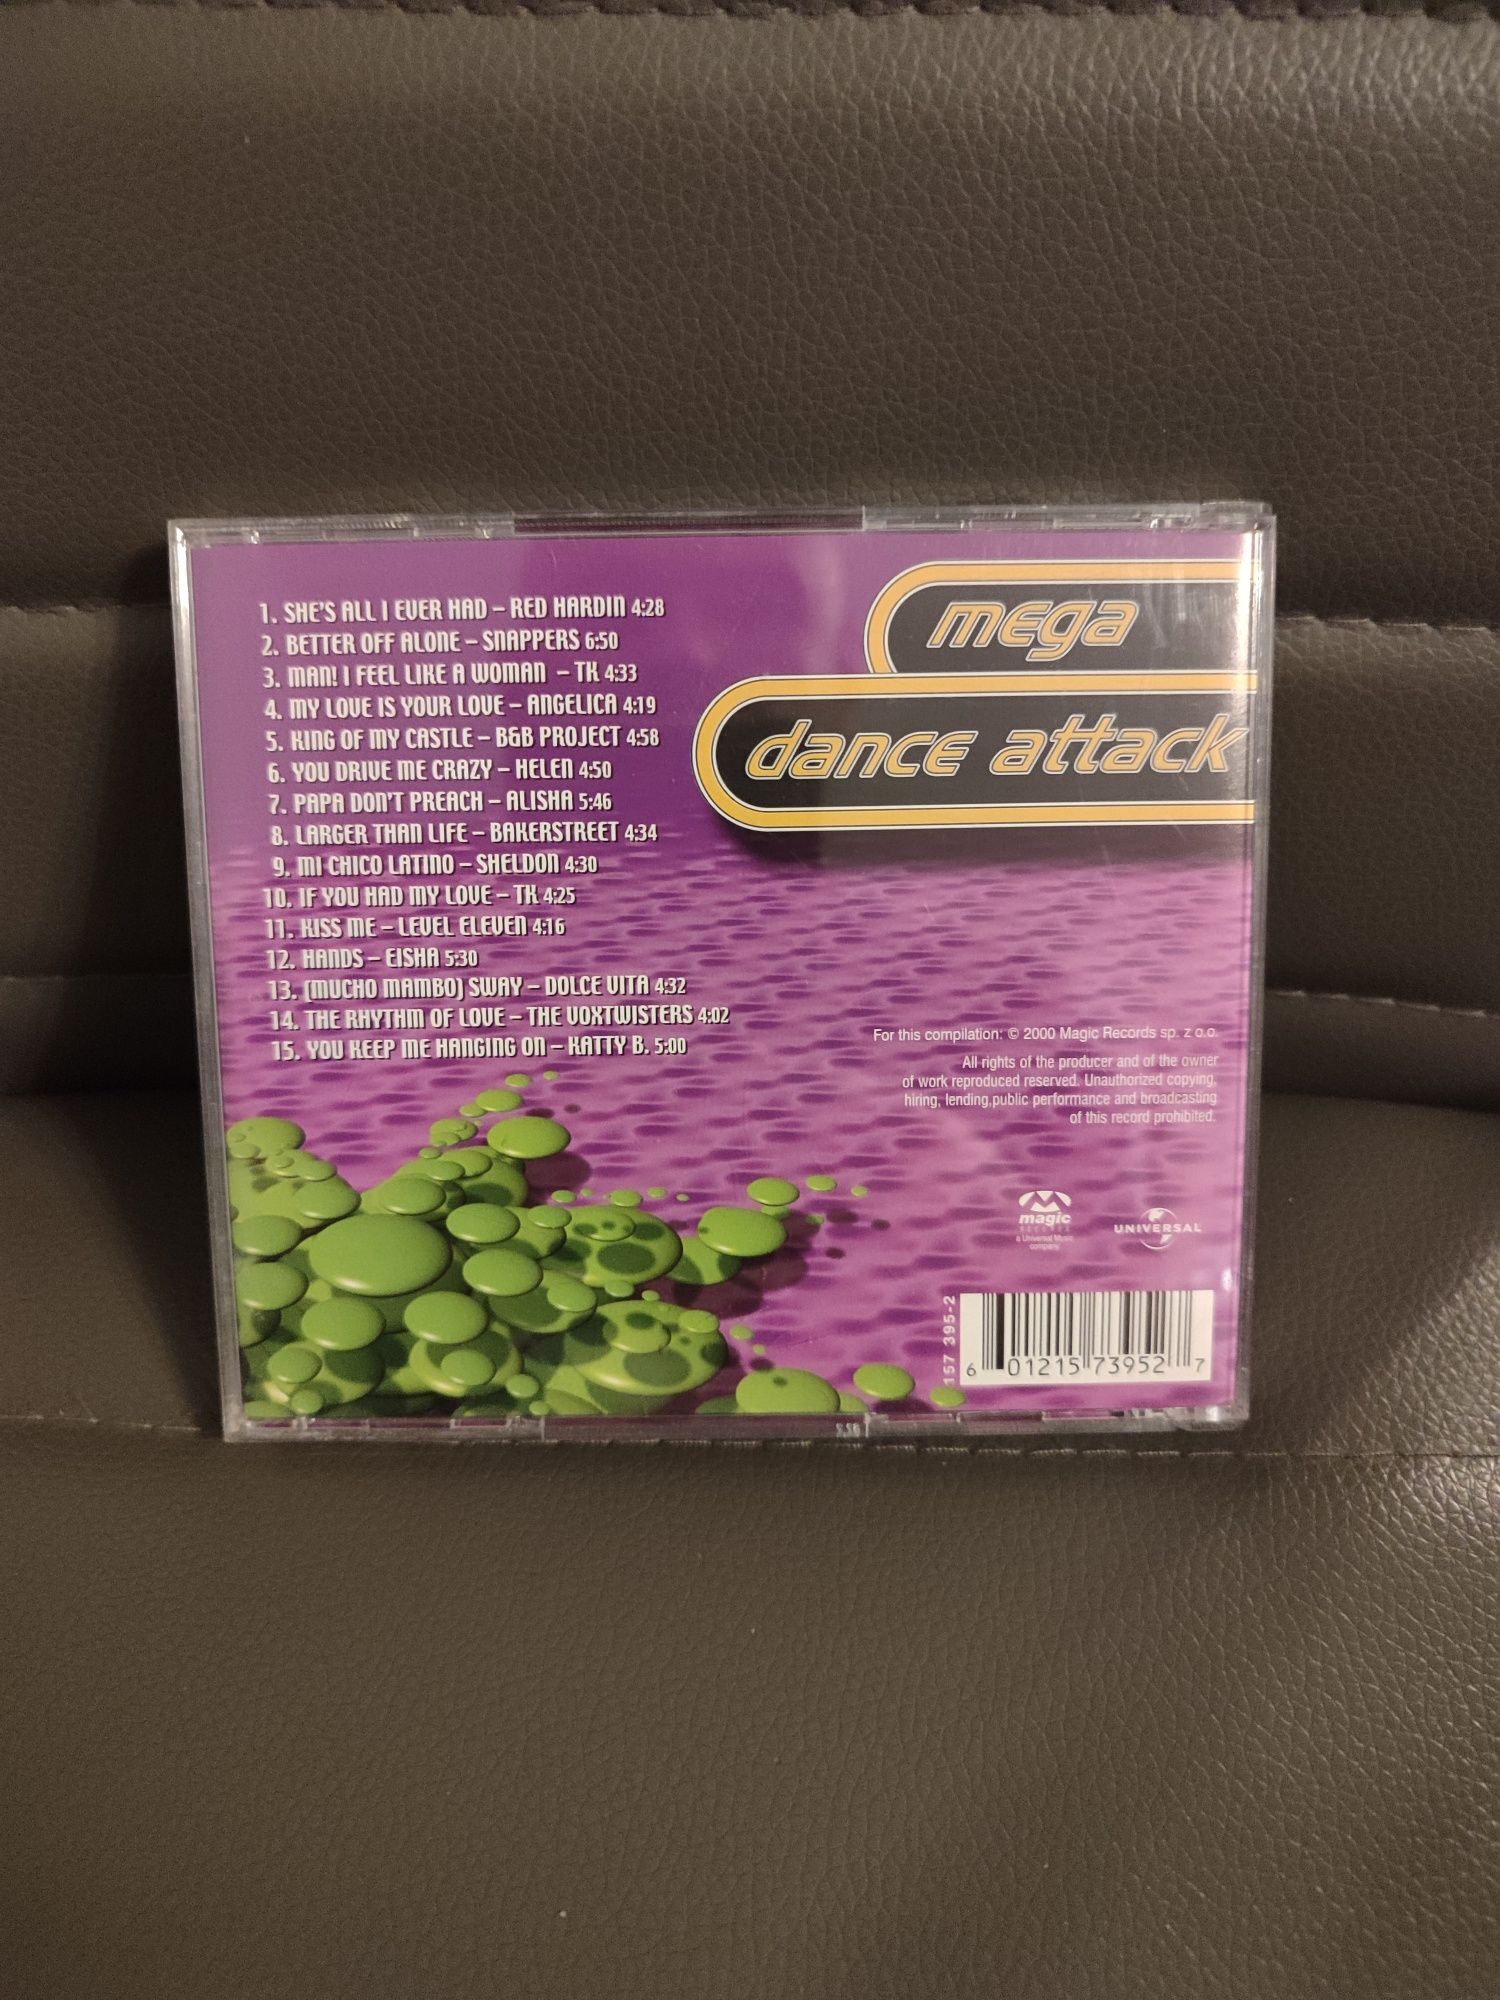 mega
dance attack
1. SHE'S ALL I EVER HAD – RED HARDIN 4:28
2. BETTER OFF ALONE – SNAPPERS 6:50
3. MAN! I FEEL LIKE A WOMAN – TK 4:33
4. MY LOVE IS YOUR LOVE – ANGELICA 4:19
5. KING OF MY CASTLE – B&B PROJECT 4:58
6. YOU DRIVE ME CRAZY – HELEN 4:50
7. PAPA DON'T PREACH – ALISHA 5:46
8. LARGER THAN LIFE – BAKERSTREET 4:34
9. MI CHICO LATINO – SHELDON 4:30
10. IF YOU HAD MY LOVE – TK 4:25
11. KISS ME – LEVEL ELEVEN 4:16
12. HANDS – EISHA 5:30
13. (MUCHO MAMBO) SWAY – DOLCE VITA 4:32
14. THE RHYTHM OF LOVE – THE VOXTWISTERS 4:02
15. YOU KEEP ME HANGING ON – KATTY B. 5:00
For this compilation: © 2000 Magic Records sp. z o.o.
All rights of the producer and of the owner
of work reproduced reserved. Unauthorized copying,
hiring, lending,public performance and broadcasting
of this record prohibited.
magic
RECORDS
a Universal Music
company
UNIVERSAL
157 395-2
6 01215 73952 7